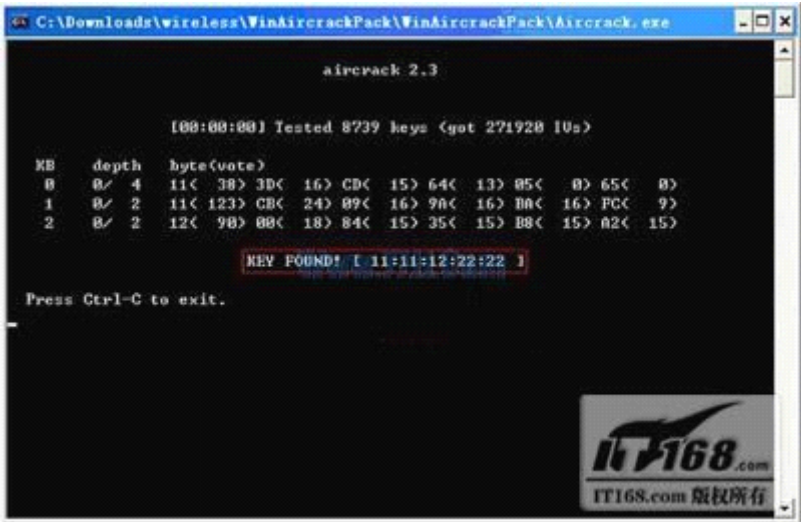 C:\Downloads\wireless\WinAircrackPack\WinAircrackPack\Aircrack.exe
aircrack 2.3
[00:00:00] Tested 8739 keys (got 271920 IVs)
KB depth byte(vote)
0 0/ 4 11( 38) 3D( 16) CD( 15) 64( 13) 05( 0) 65( 0)
1 0/ 2 11( 123) CB( 24) 09( 16) 9A( 16) BA( 16) FC( 9)
2 0/ 2 12( 90) 00( 18) 84( 15) 35( 15) B8( 15) A2( 15)
KEY FOUND! [ 11:11:12:22:22 ]
Press Ctrl-C to exit.
IT168.com
IT168.com 版权所有